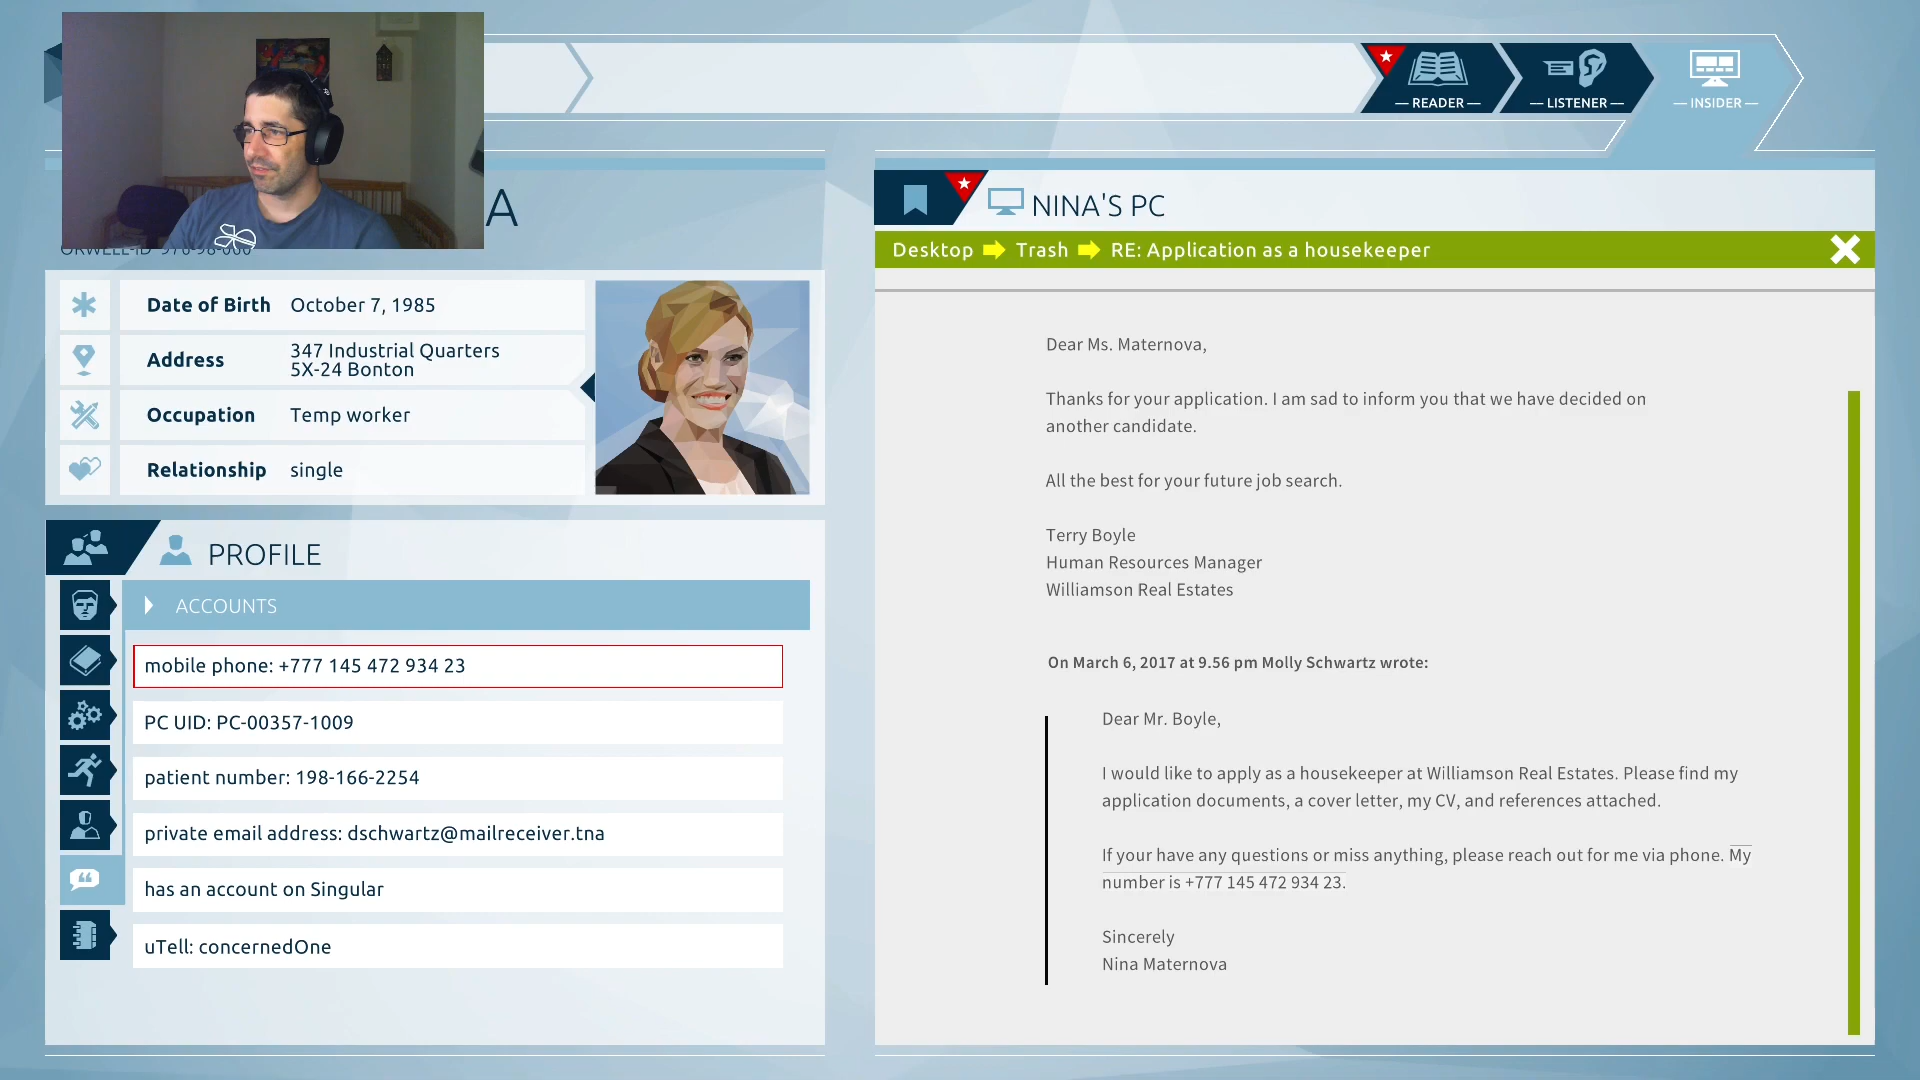 READER
LISTENER
INSIDER
A
NINA'S PC
Desktop Trash RE: Application as a housekeeper
Date of Birth October 7, 1985
Address 347 Industrial Quarters
5X-24 Bonton
Occupation Temp worker
Relationship single
PROFILE
ACCOUNTS
mobile phone: +777 145 472 934 23
PC UID: PC-00357-1009
patient number: 198-166-2254
private email address: dschwartz@mailreceiver.tna
has an account on Singular
uTell: concernedOne
Dear Ms. Maternova,
Thanks for your application. I am sad to inform you that we have decided on
another candidate.
All the best for your future job search.
Terry Boyle
Human Resources Manager
Williamson Real Estates
On March 6, 2017 at 9.56 pm Molly Schwartz wrote:
Dear Mr. Boyle,
I would like to apply as a housekeeper at Williamson Real Estates. Please find my
application documents, a cover letter, my CV, and references attached.
If your have any questions or miss anything, please reach out for me via phone. My
number is +777 145 472 934 23.
Sincerely
Nina Maternova